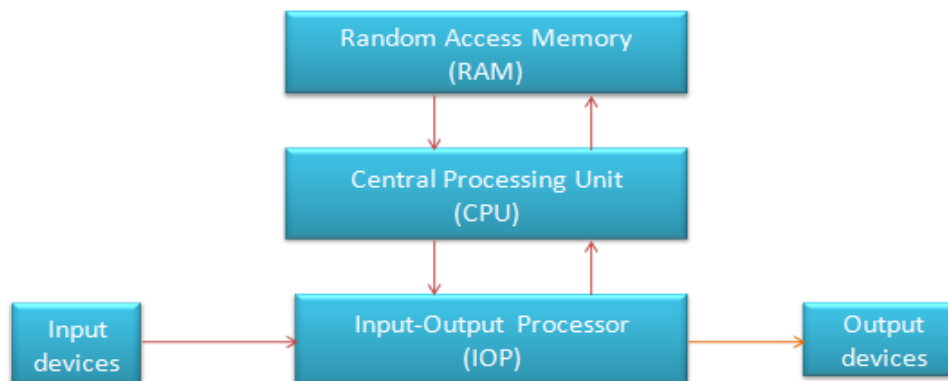 Random Access Memory
(RAM)
Central Processing Unit
(CPU)
Input
devices
Input-Output Processor
(IOP)
Output
devices